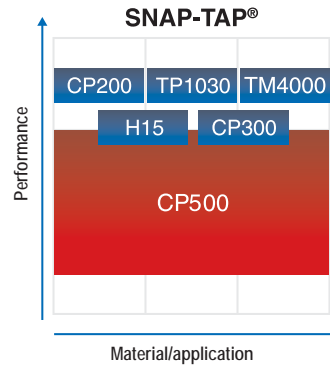 SNAP-TAP®
Performance
CP200 TP1030 TM4000
H15 CP300
CP500
Material/application